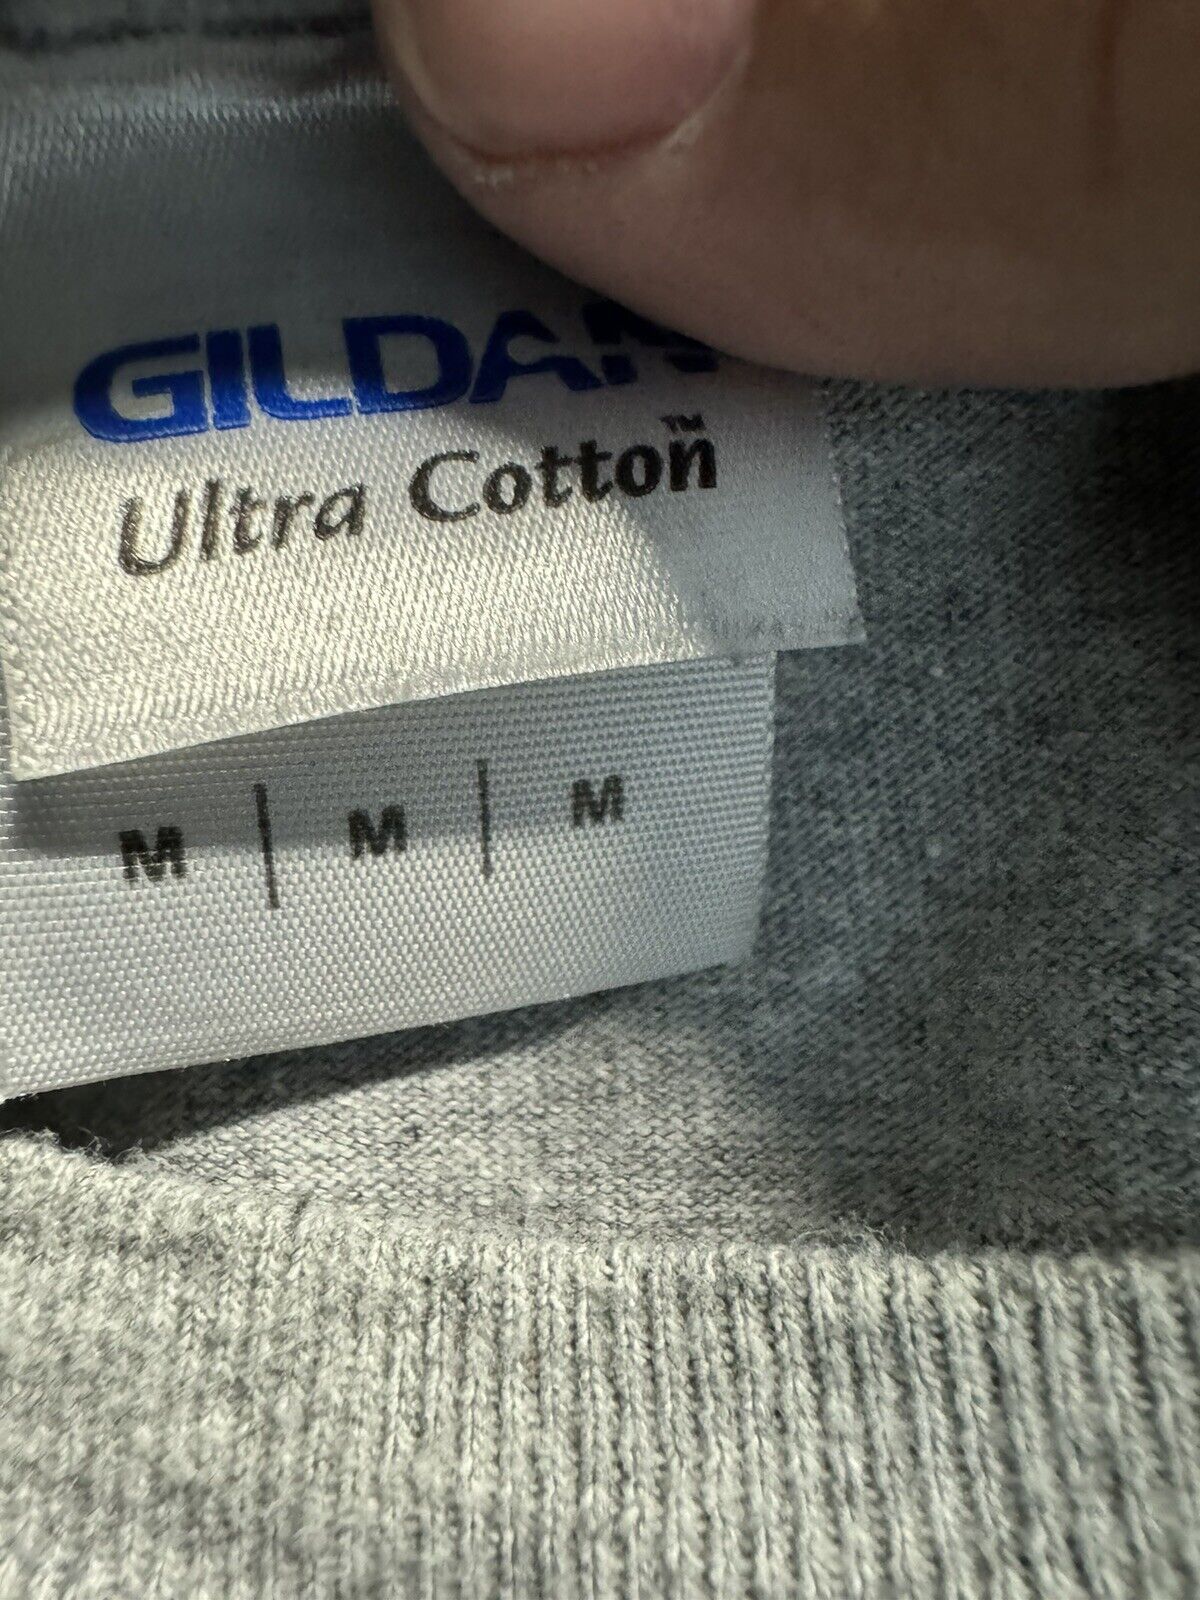 GILDAN
Ultra Cotton™
M | M | M